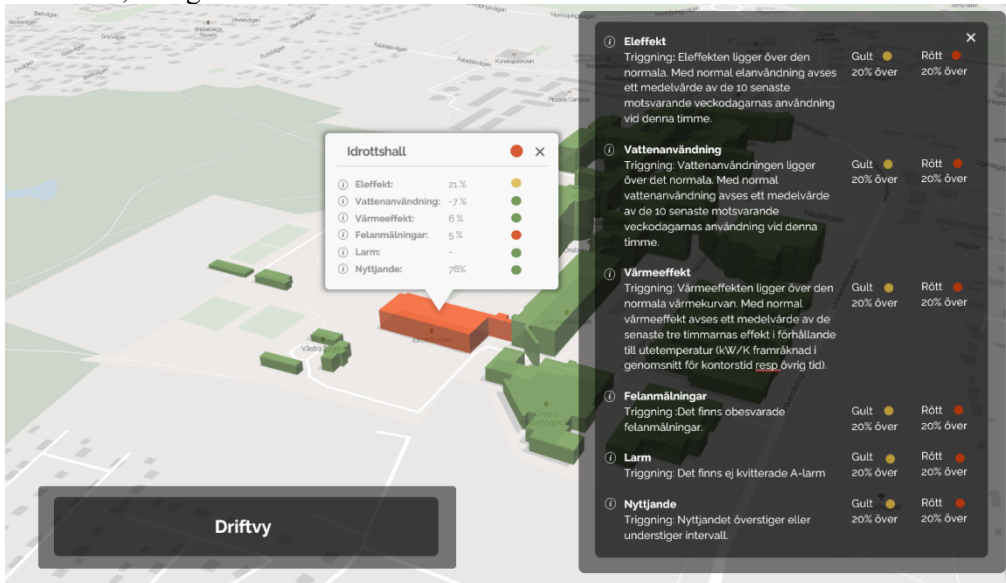 Idrottshall
Eleffekt: 21 %
Vattenanvändning: -7 %
Värmeeffekt: 6 %
Felanmälningar: 5 %
Larm: -
Nyttjande: 78%
Driftvy
Eleffekt
Triggning: Eleffekten ligger över den
normala. Med normal elanvändning avses
ett medelvärde av de 10 senaste
motsvarande veckodagarnas användning
vid denna timme.
Gult Rött
20% över 20% över
Vattenanvändning
Triggning: Vattenanvändningen ligger
över det normala. Med normal
vattenanvändning avses ett medelvärde
av de 10 senaste motsvarande
veckodagarnas användning vid denna
timme.
Gult Rött
20% över 20% över
Värmeeffekt
Triggning: Värmeeffekten ligger över den
normala värmekurvan. Med normal
värmeeffekt avses ett medelvärde av de
senaste tre timmarnas effekt i förhållande
till utetemperatur (kW/K framräknad i
genomsnitt för kontorstid resp övrig tid).
Gult Rött
20% över 20% över
Felanmälningar
Triggning :Det finns obesvarade
felanmälningar.
Gult Rött
20% över 20% över
Larm
Triggning: Det finns ej kvitterade A-larm
Gult Rött
20% över 20% över
Nyttjande
Triggning: Nyttjandet överstiger eller
understiger intervall.
Gult Rött
20% över 20% över